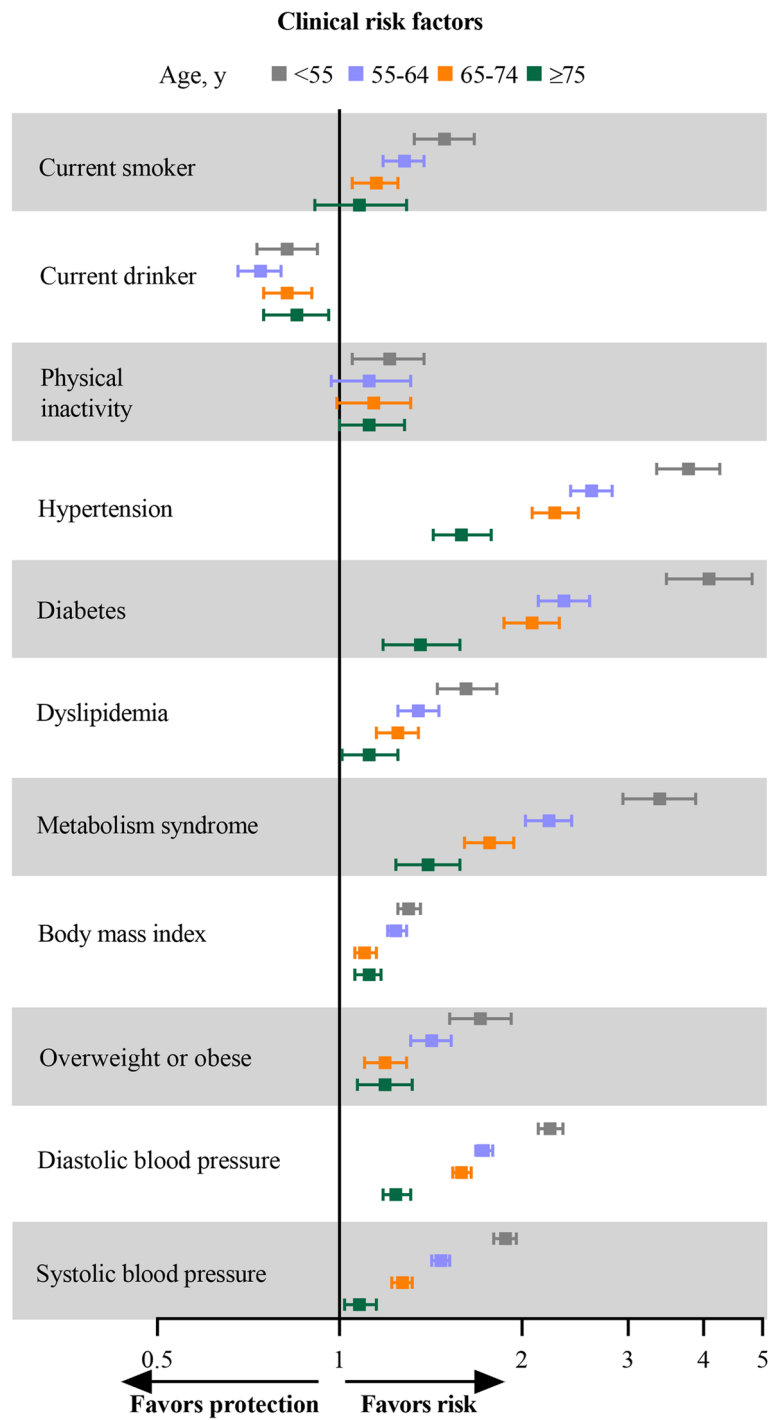 Clinical risk factors
Age, y <55 55-64 65-74 ≥75
Current smoker
Current drinker
Physical
inactivity
Hypertension
Diabetes
Dyslipidemia
Metabolism syndrome
Body mass index
Overweight or obese
Diastolic blood pressure
Systolic blood pressure
0.5 1 2 3 4 5
Favors protection Favors risk